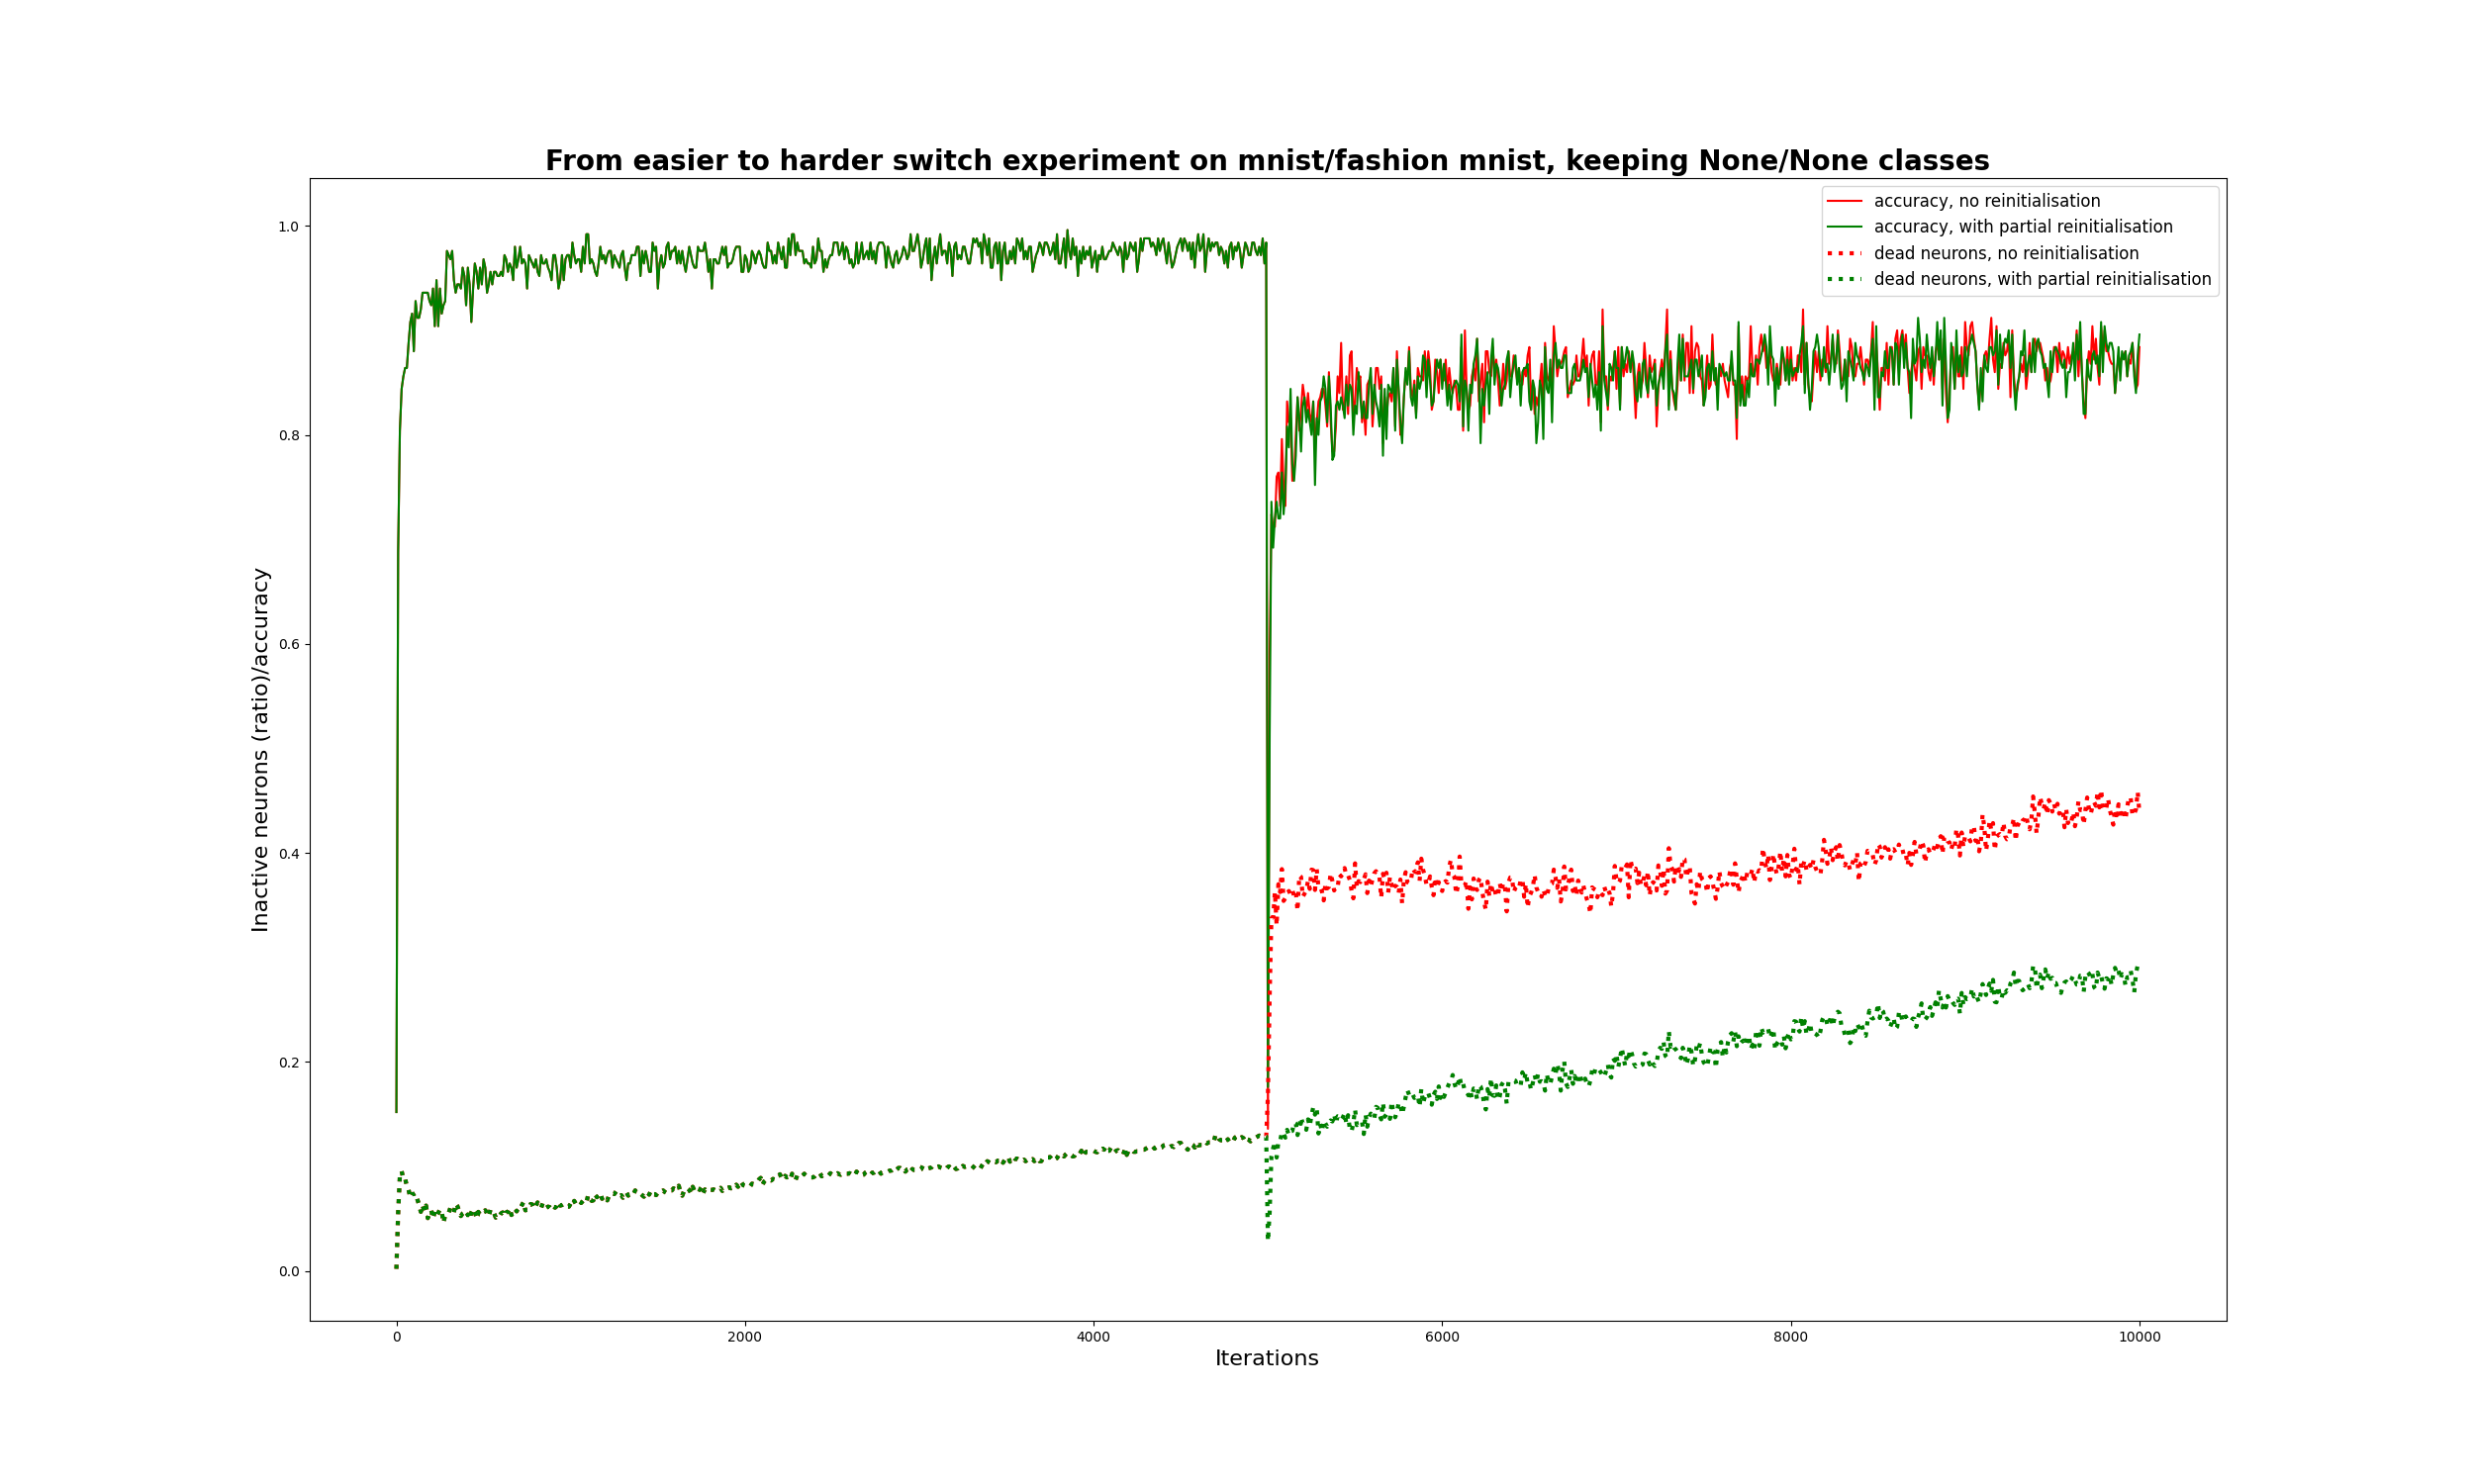 From easier to harder switch experiment on mnist/fashion mnist, keeping None/None classes
accuracy, no reinitialisation
accuracy, with partial reinitialisation
dead neurons, no reinitialisation
dead neurons, with partial reinitialisation
Inactive neurons (ratio)/accuracy
1.0
0.8
0.6
0.4
0.2
0.0
0
2000
4000
6000
8000
10000
Iterations